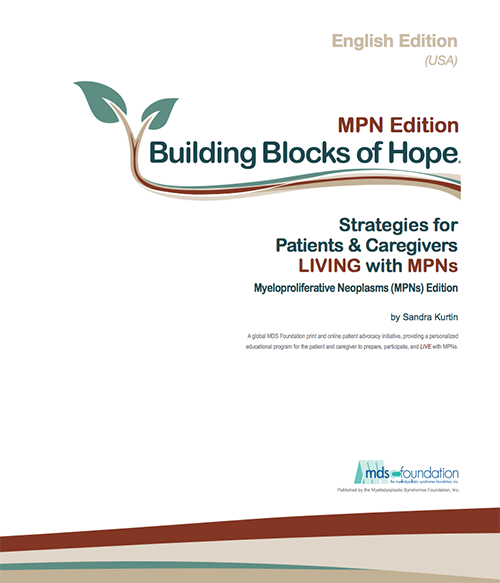 English Edition
(USA)
MPN Edition
Building Blocks of Hope
Strategies for
Patients & Caregivers
LIVING with MPNs
Myeloproliferative Neoplasms (MPNs) Edition
by Sandra Kurtin
A global MDS Foundation print and online patient advocacy initiative, providing a personalized
educational program for the patient and caregiver to prepare, participate, and LIVE with MPNs.
mds foundation
the myelodysplastic syndromes foundation, inc.
Published by the Myelodysplastic Syndromes Foundation, Inc.